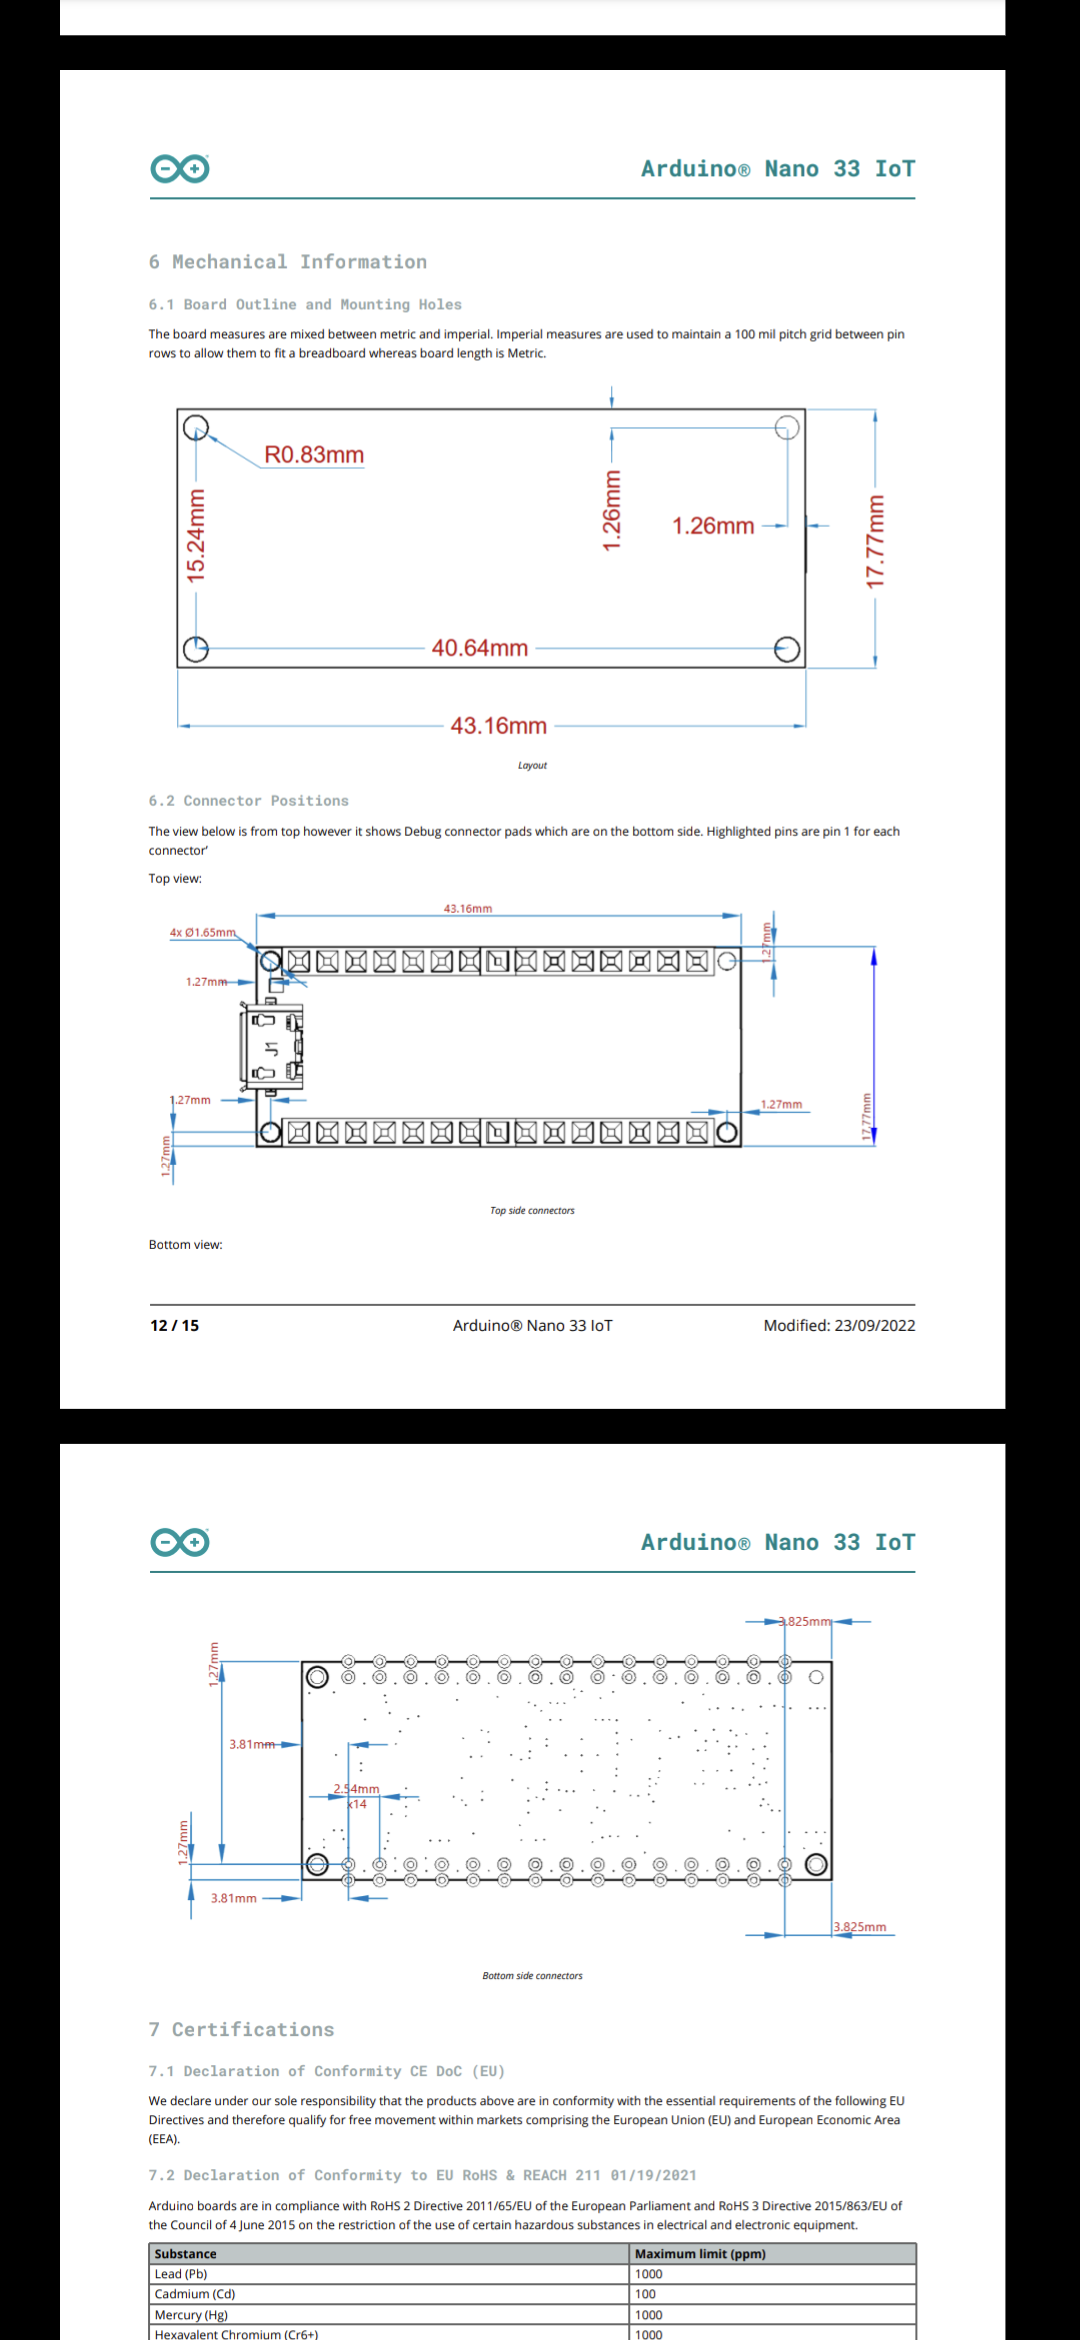 Arduino® Nano 33 IoT
6 Mechanical Information
6.1 Board Outline and Mounting Holes
The board measures are mixed between metric and imperial. Imperial measures are used to maintain a 100 mil pitch grid between pin
rows to allow them to fit a breadboard whereas board length is Metric.
R0.83mm
15.24mm
1.26mm
1.26mm
17.77mm
40.64mm
43.16mm
Layout
6.2 Connector Positions
The view below is from top however it shows Debug connector pads which are on the bottom side. Highlighted pins are pin 1 for each
connector'
Top view:
43.16mm
4x Ø1.65mm
1.27mm
1.27mm
J1
1.27mm
1.27mm
17.77mm
1.27mm
Top side connectors
Bottom view:
12 / 15
Arduino® Nano 33 IoT
Modified: 23/09/2022
Arduino® Nano 33 IoT
3.825mm
1.27mm
3.81mm
2.54mm
x14
1.27mm
3.81mm
3.825mm
Bottom side connectors
7 Certifications
7.1 Declaration of Conformity CE DoC (EU)
We declare under our sole responsibility that the products above are in conformity with the essential requirements of the following EU
Directives and therefore qualify for free movement within markets comprising the European Union (EU) and European Economic Area
(EEA).
7.2 Declaration of Conformity to EU RoHS & REACH 211 01/19/2021
Arduino boards are in compliance with RoHS 2 Directive 2011/65/EU of the European Parliament and RoHS 3 Directive 2015/863/EU of
the Council of 4 June 2015 on the restriction of the use of certain hazardous substances in electrical and electronic equipment.
Substance Maximum limit (ppm)
Lead (Pb) 1000
Cadmium (Cd) 100
Mercury (Hg) 1000
Hexavalent Chromium (Cr6+) 1000